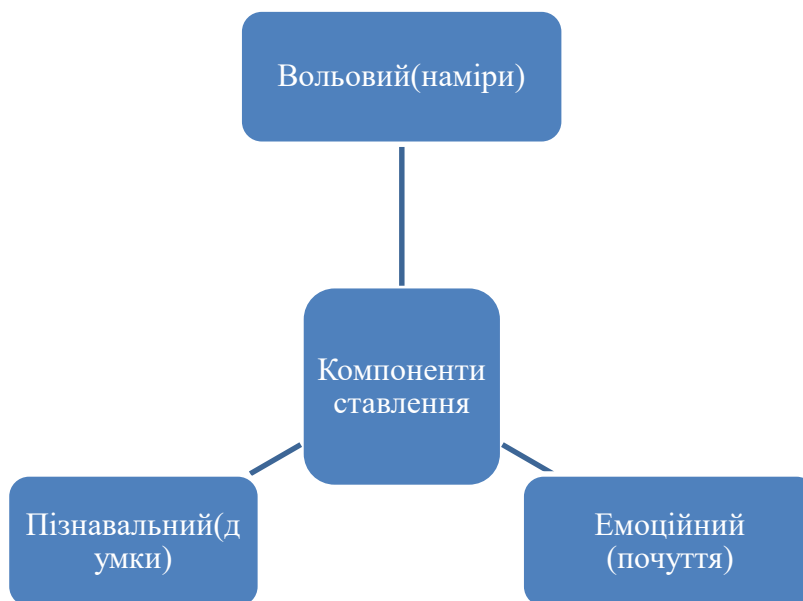 Вольовий(наміри)
Компоненти
ставлення
Пізнавальний(д
умки)
Емоційний
(почуття)